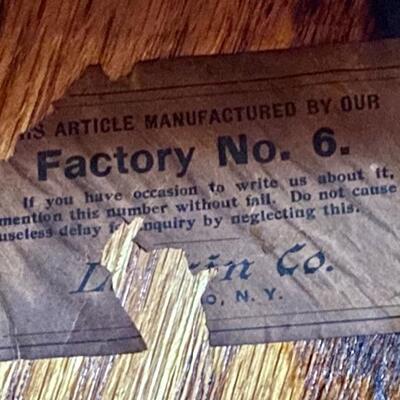 ARTICLE MANUFACTURED BY OUR
Factory No. 6.
If you have occasion to write us about it,
mention this number without fail. Do not cause
useless delay inquiry by neglecting this.
Co.
N. Y.